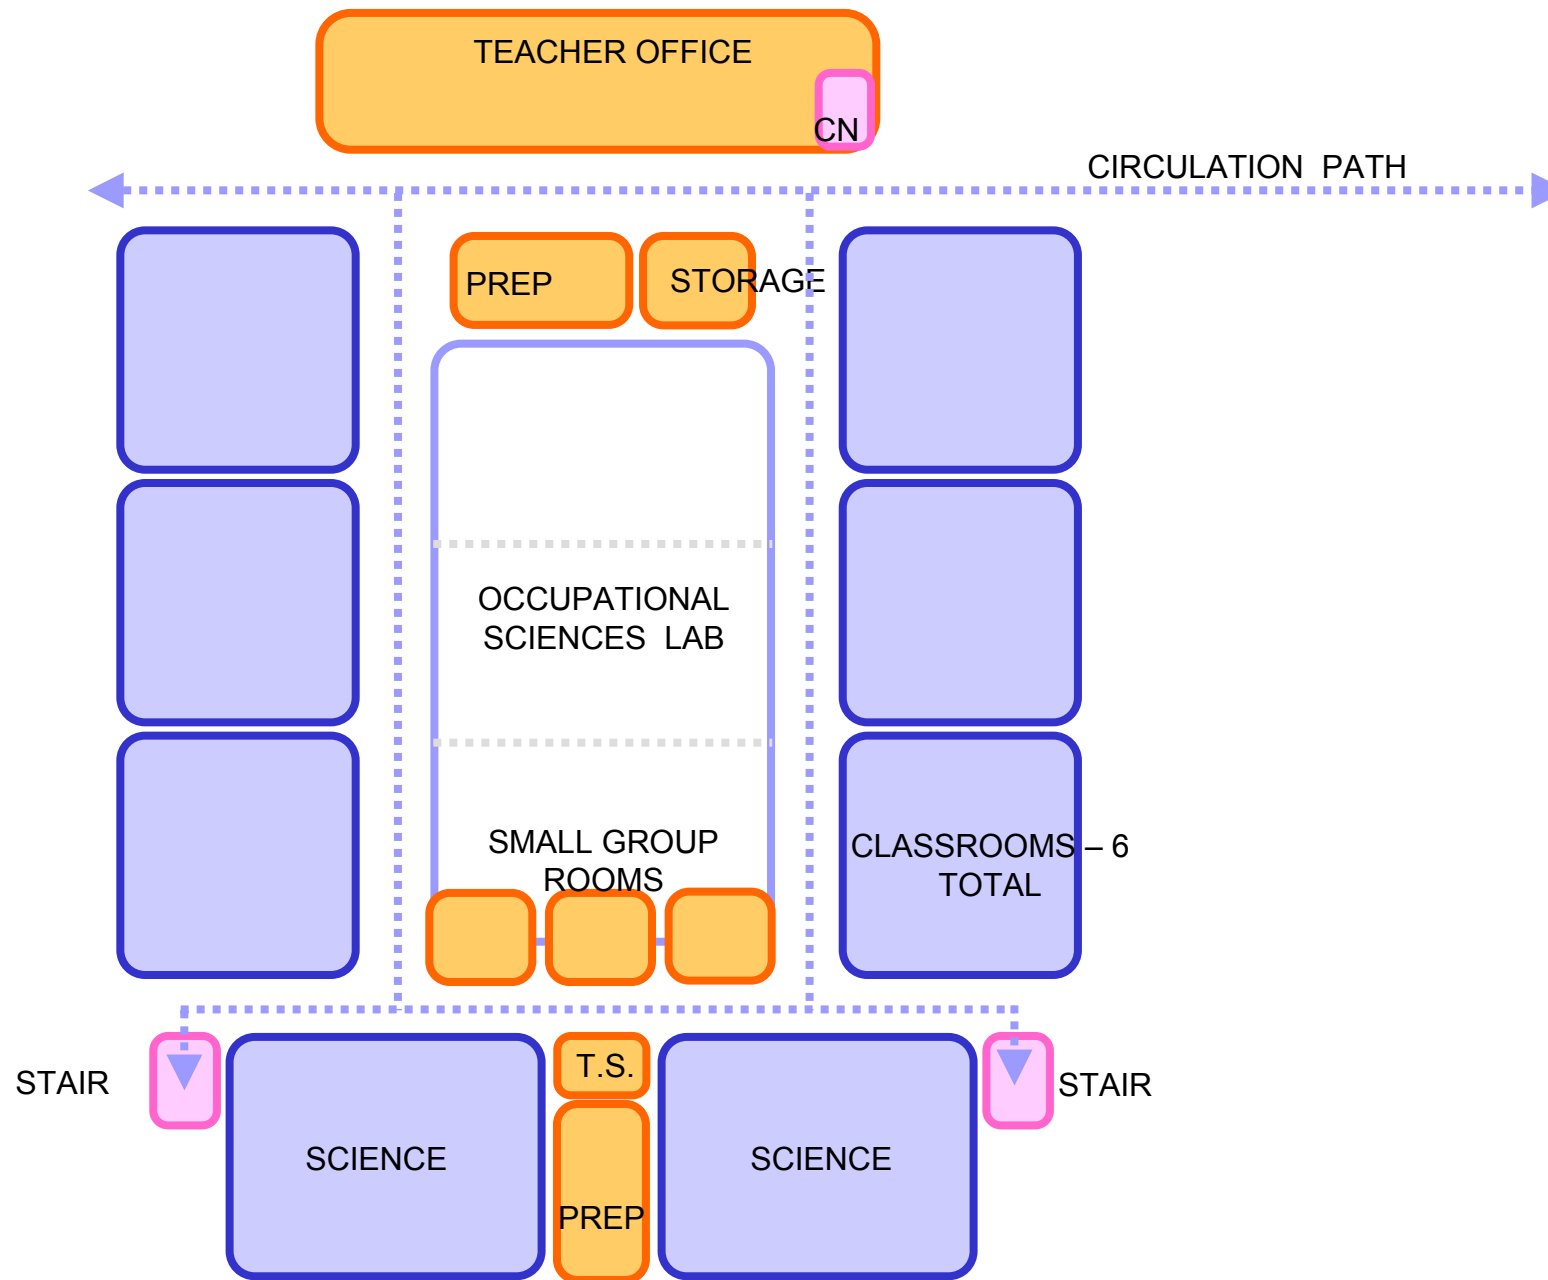 TEACHER OFFICE
CN
CIRCULATION PATH
PREP
STORAGE
OCCUPATIONAL
SCIENCES LAB
SMALL GROUP
ROOMS
CLASSROOMS – 6
TOTAL
STAIR
T.S.
STAIR
SCIENCE
SCIENCE
PREP